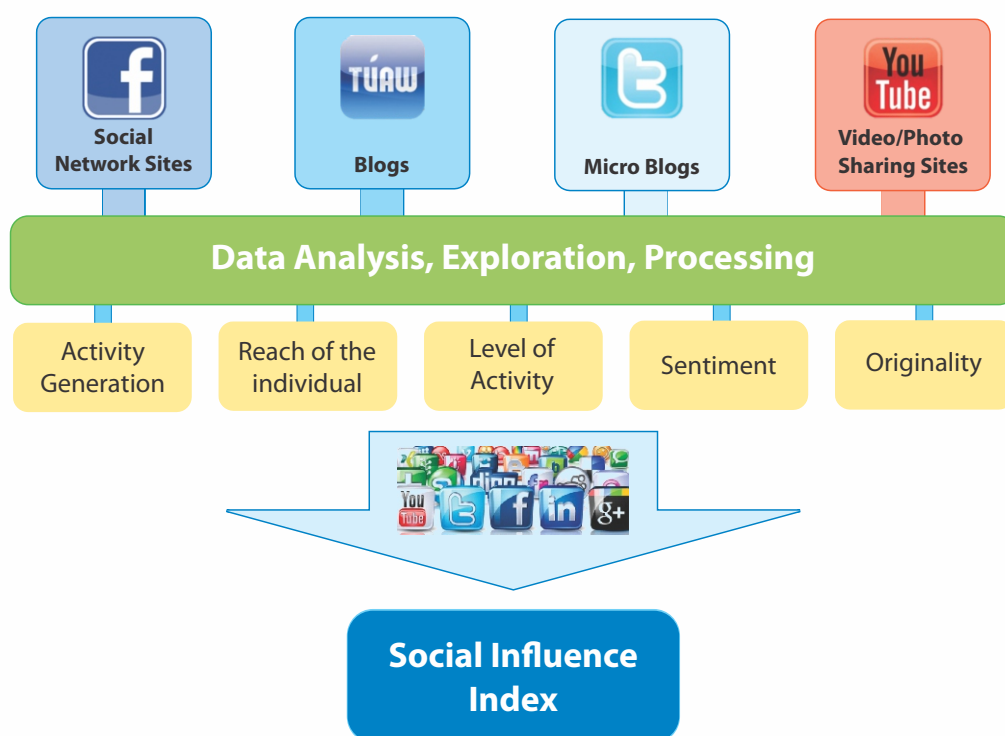 f
Social
Network Sites
TUAW
Blogs
t
Micro Blogs
You
Tube
Video/Photo
Sharing Sites
Data Analysis, Exploration, Processing
Activity
Generation
Reach of the
individual
Level of
Activity
Sentiment
Originality
You
Tube
t
f
in
g+
Social Influence
Index